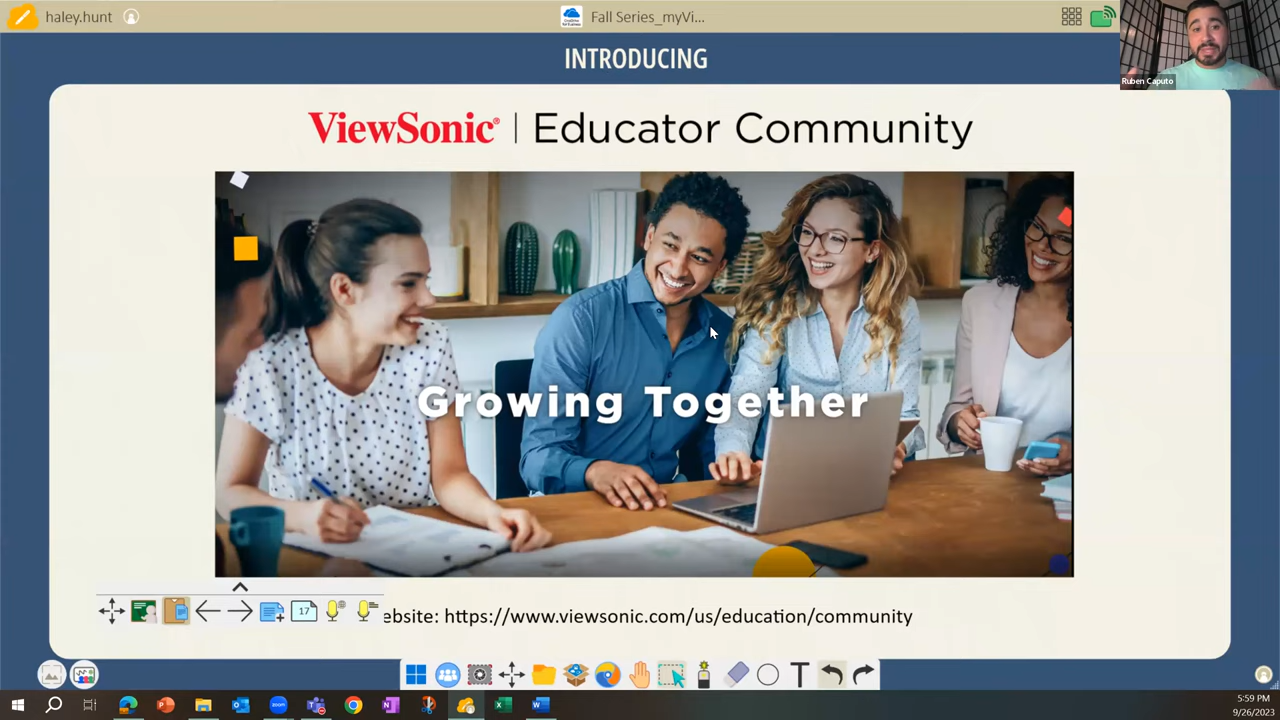 haley.hunt
Fall Series_myVi...
Ruben Caputo
INTRODUCING
ViewSonic® | Educator Community
Growing Together
17
ebsite: https://www.viewsonic.com/us/education/community
T
zoom
5:59 PM
9/26/2023